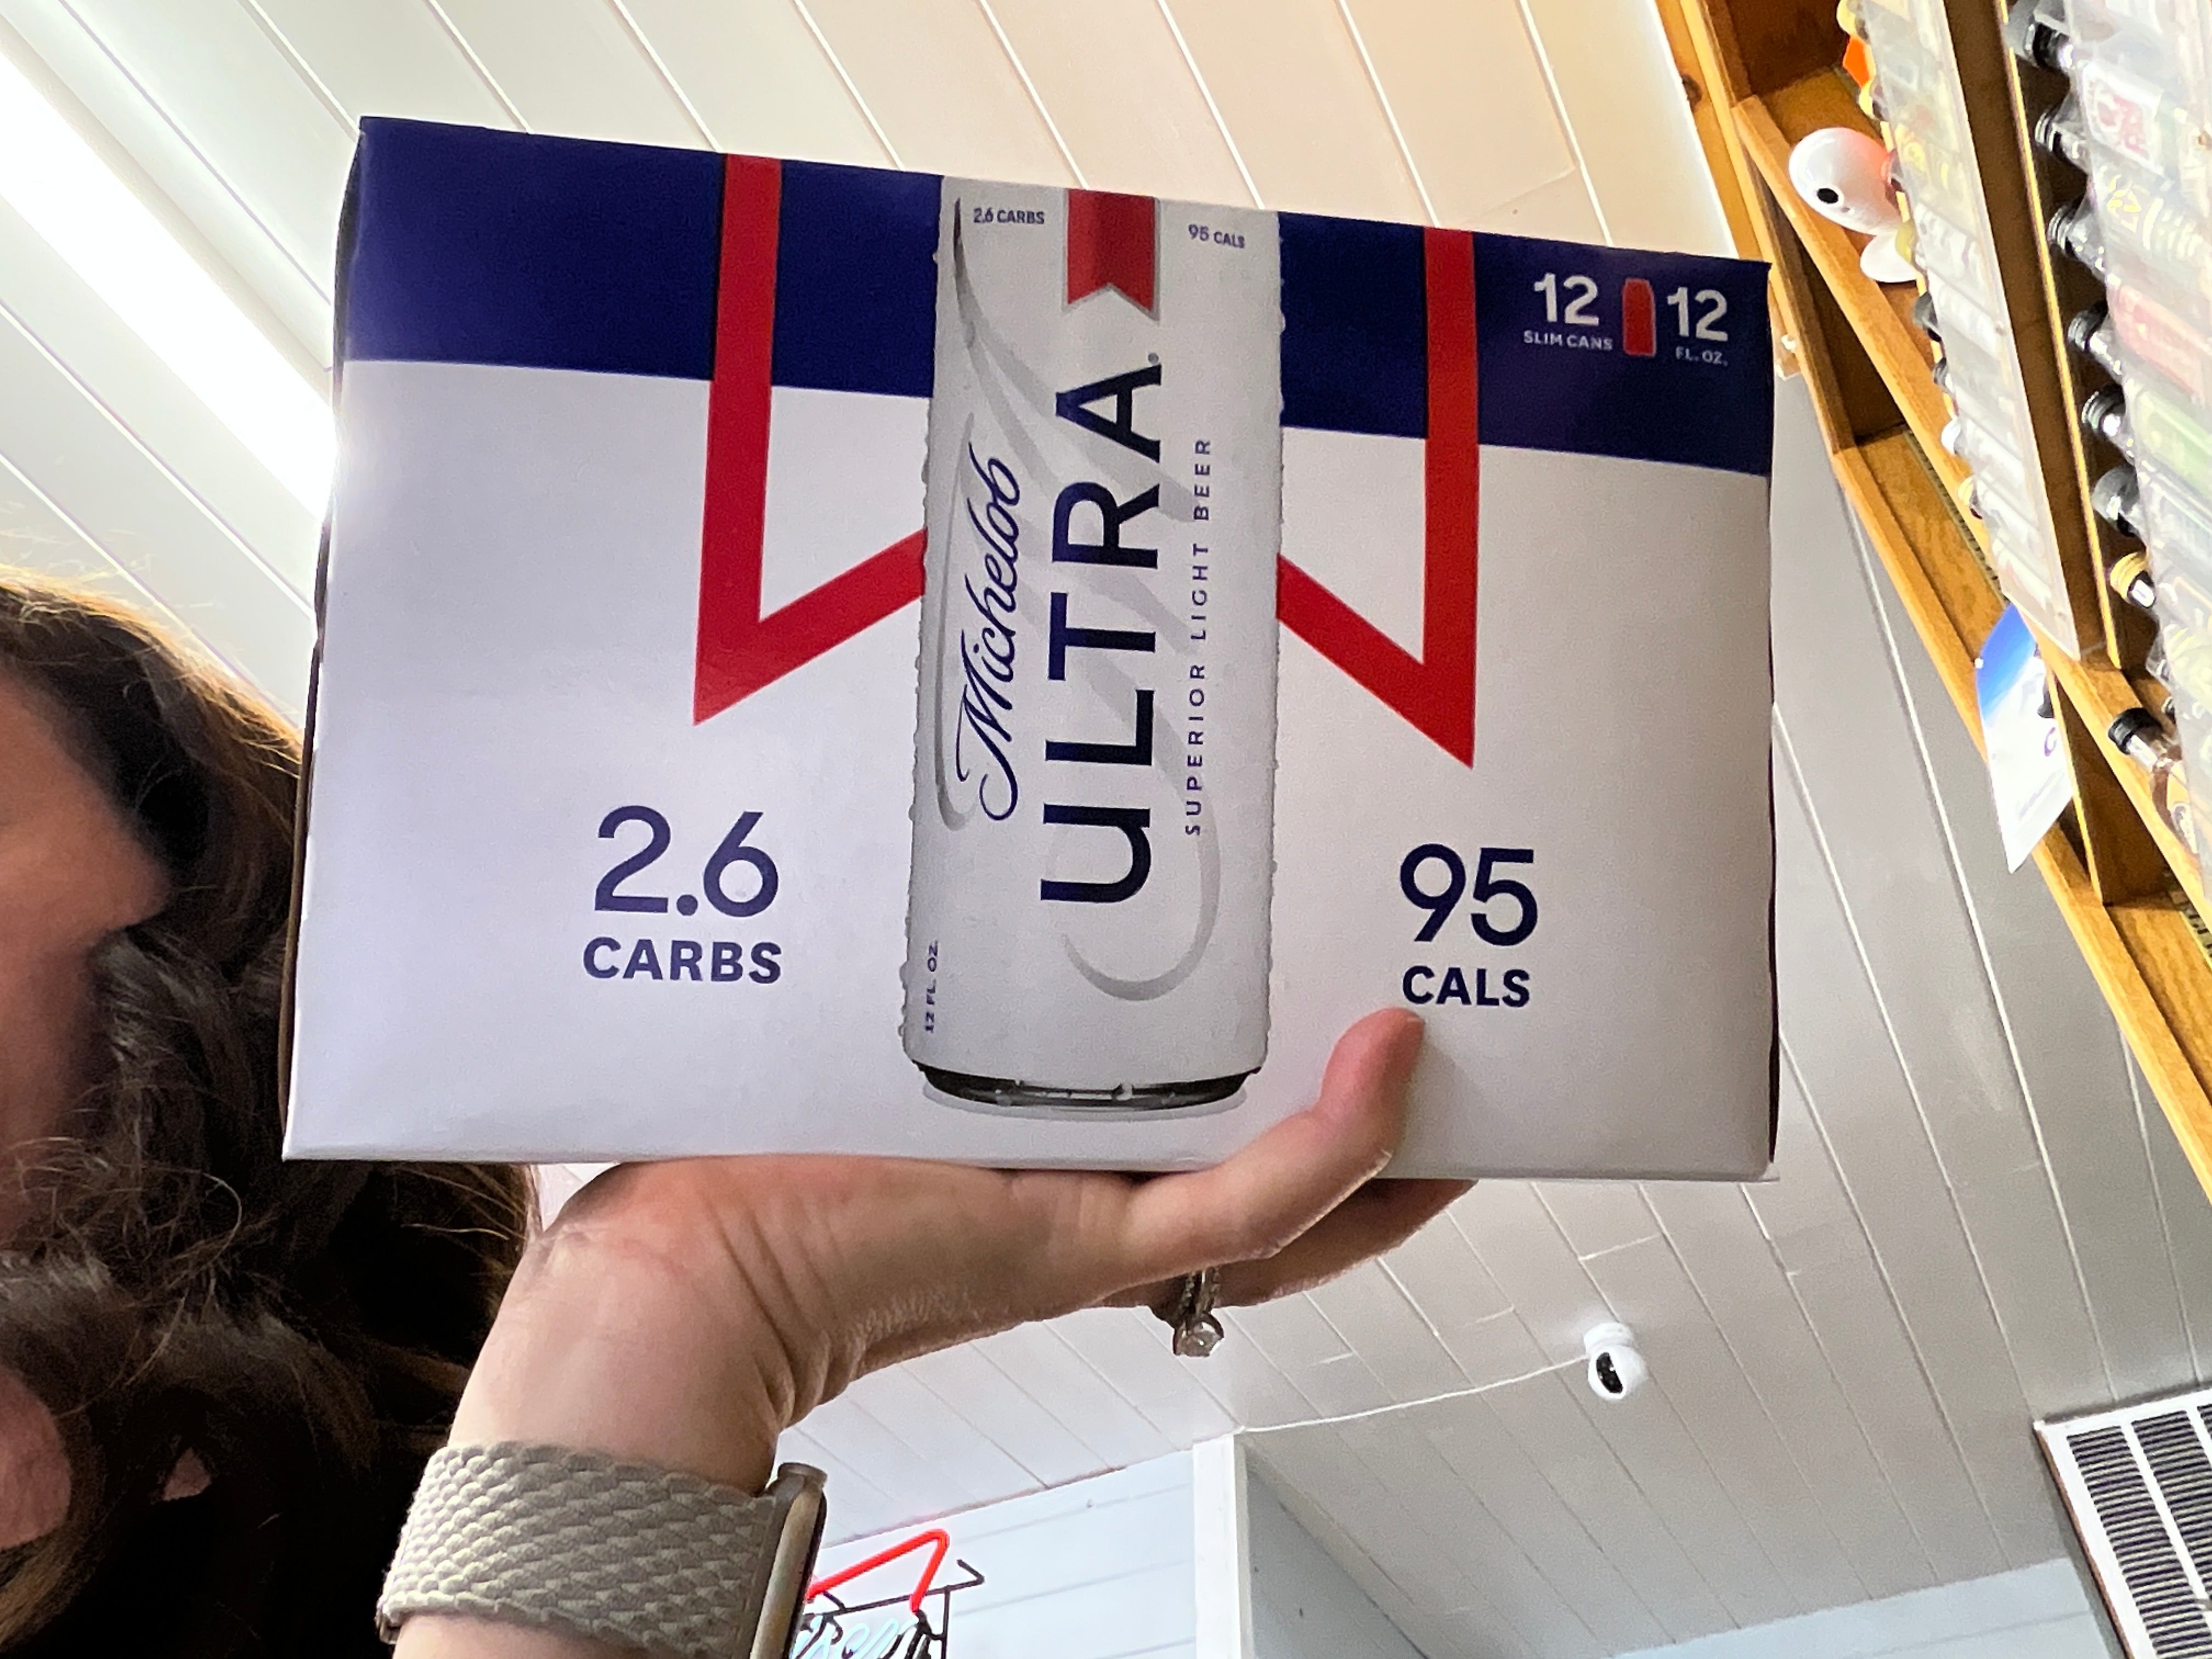 2.6 CARBS
95 CALS
12
SLIM CANS
12
FL. OZ.
Michelob
ULTRA
SUPERIOR LIGHT BEER
2.6
CARBS
95
CALS
12 FL. OZ.